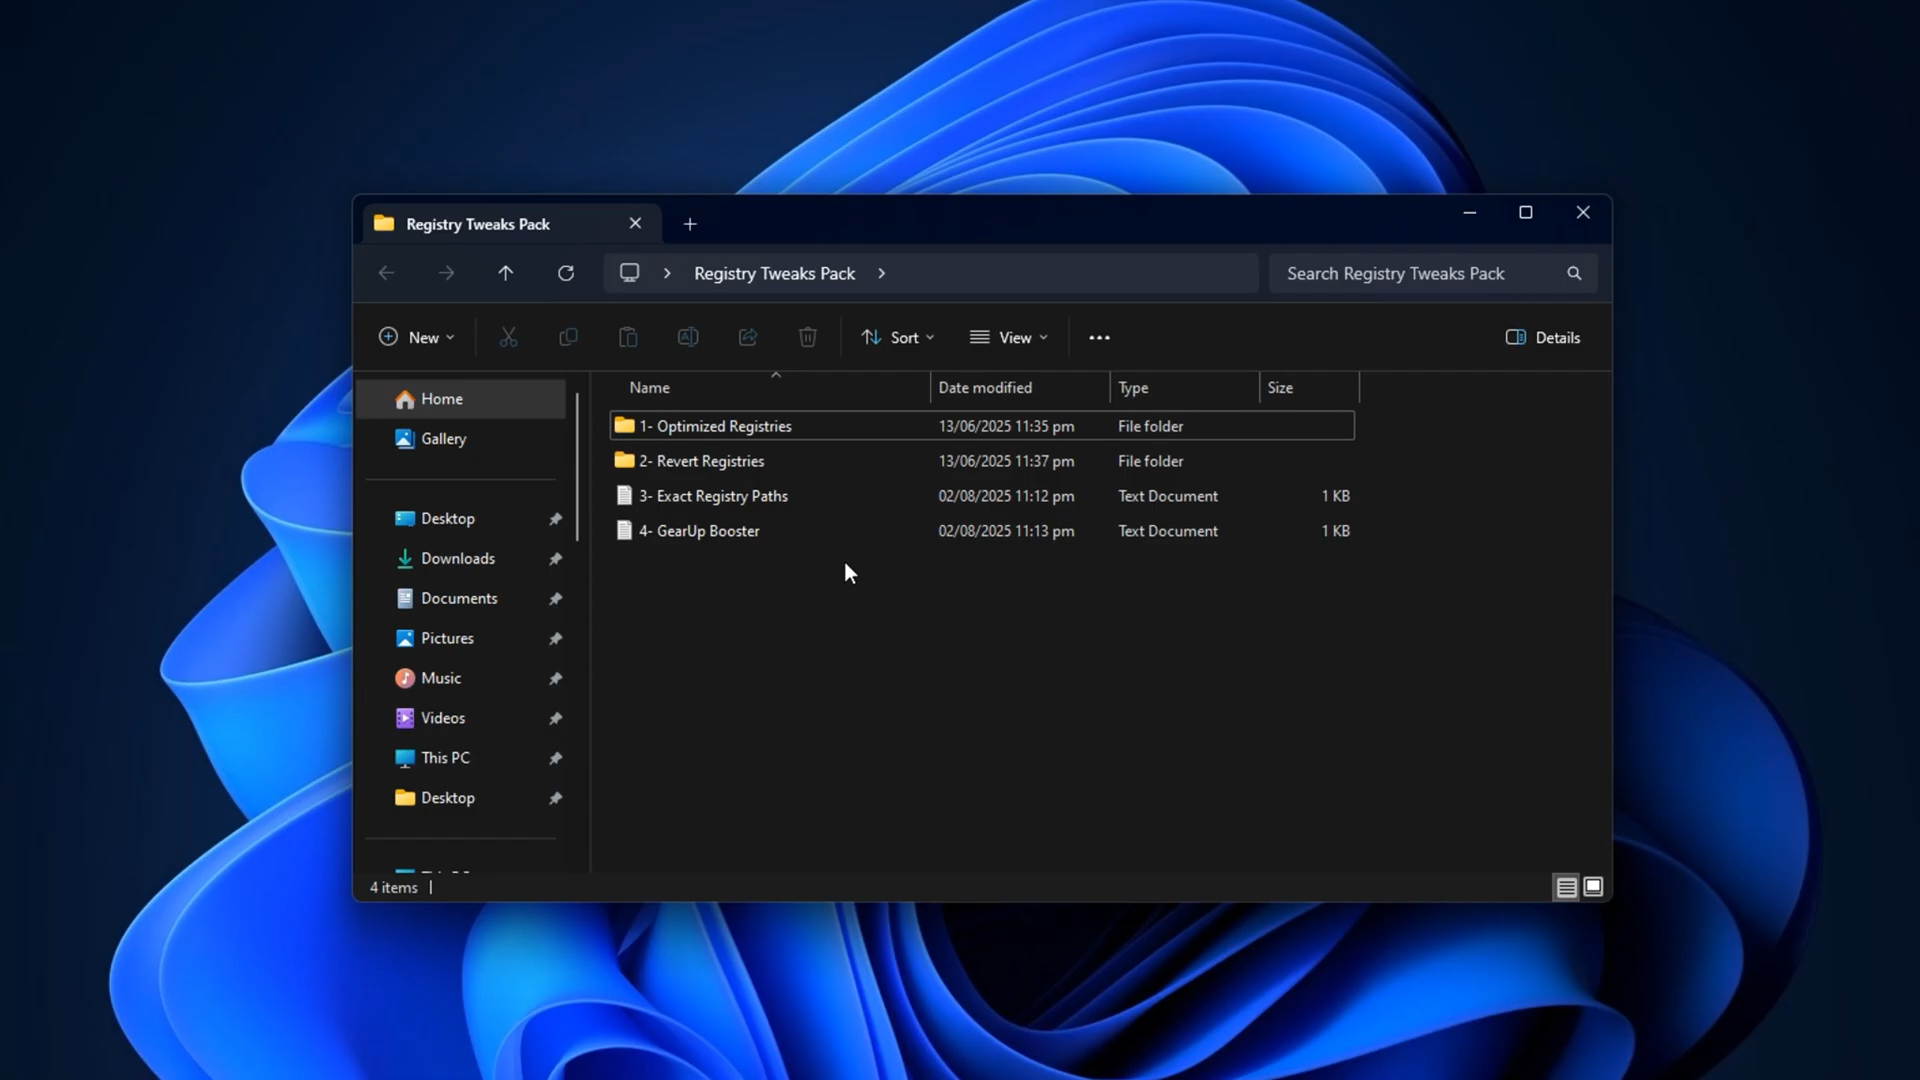 Registry Tweaks Pack
Registry Tweaks Pack
Search Registry Tweaks Pack
New
Sort
View
Details
Name Date modified Type Size
1- Optimized Registries 13/06/2025 11:35 pm File folder
2- Revert Registries 13/06/2025 11:37 pm File folder
3- Exact Registry Paths 02/08/2025 11:12 pm Text Document 1 KB
4- GearUp Booster 02/08/2025 11:13 pm Text Document 1 KB
Home
Gallery
Desktop
Downloads
Documents
Pictures
Music
Videos
This PC
Desktop
4 items